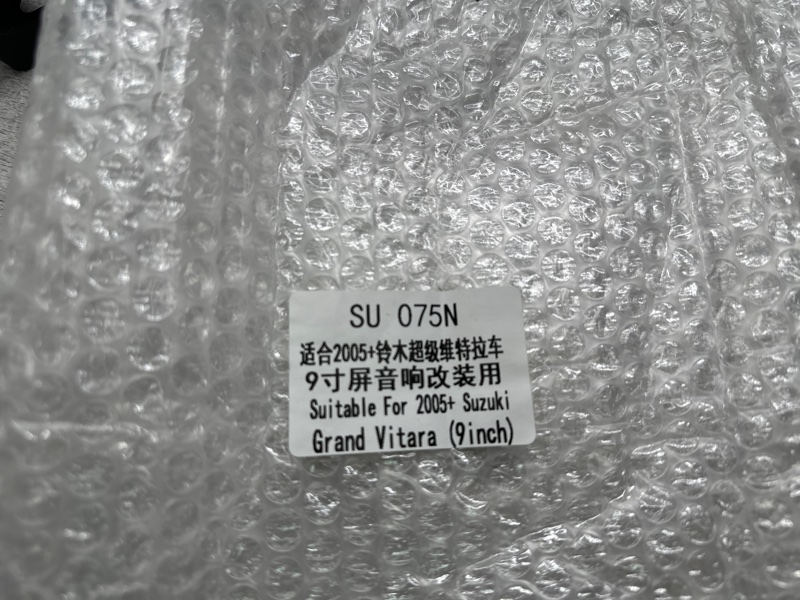 SU 075N
适合2005+铃木超级维特拉车
9寸屏音响改装用
Suitable For 2005+ Suzuki
Grand Vitara (9inch)